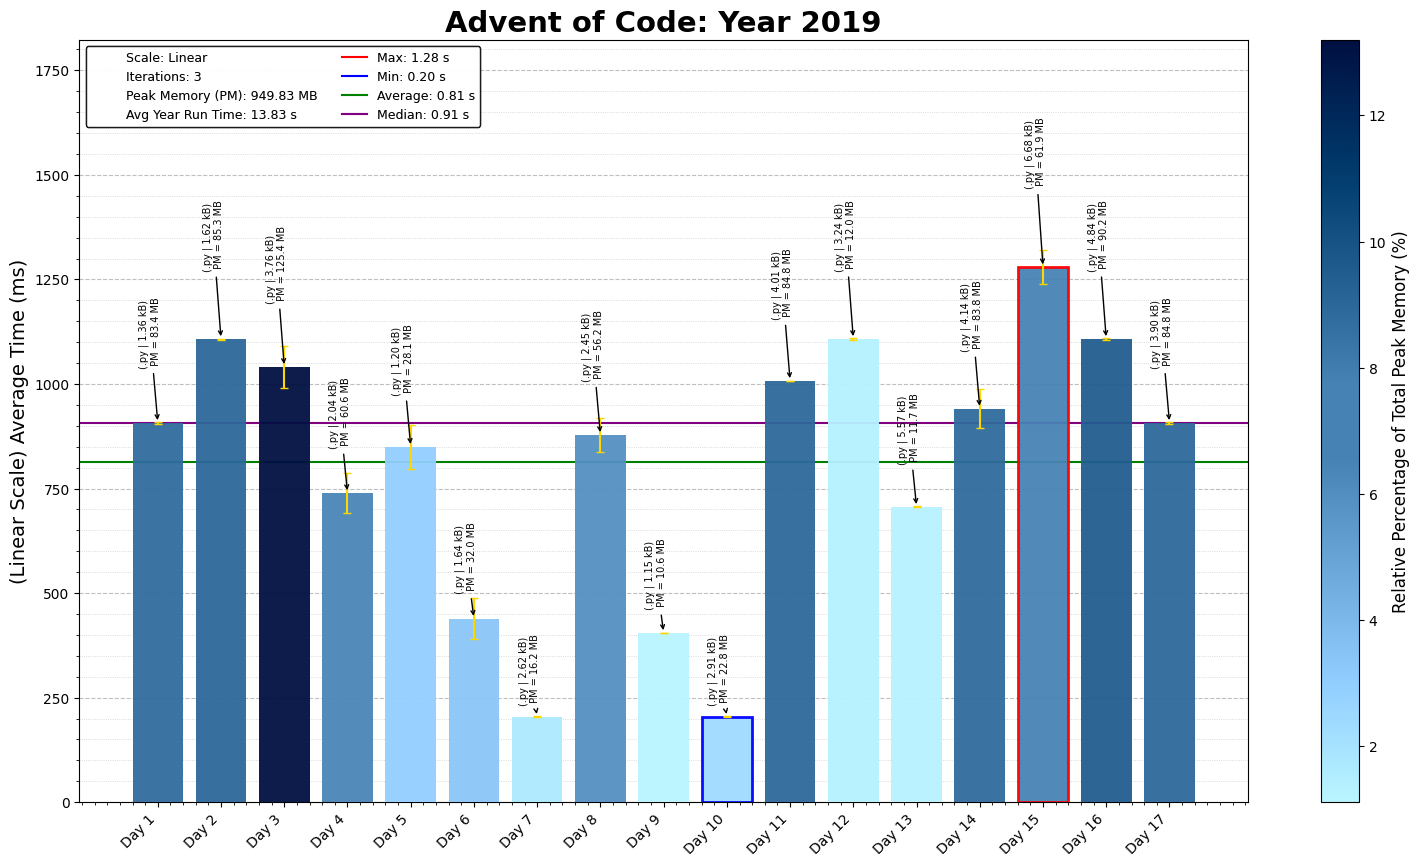 Advent of Code: Year 2019
Scale: Linear
Iterations: 3
Peak Memory (PM): 949.83 MB
Avg Year Run Time: 13.83 s
Max: 1.28 s
Min: 0.20 s
Average: 0.81 s
Median: 0.91 s
(Linear Scale) Average Time (ms)
1750
1500
1250
1000
750
500
250
0
(.py | 1.36 kB)
PM = 83.4 MB
(.py | 1.62 kB)
PM = 85.3 MB
(.py | 3.76 kB)
PM = 125.4 MB
(.py | 2.04 kB)
PM = 60.6 MB
(.py | 1.20 kB)
PM = 28.1 MB
(.py | 1.64 kB)
PM = 32.0 MB
(.py | 2.62 kB)
PM = 16.2 MB
(.py | 2.45 kB)
PM = 56.2 MB
(.py | 1.15 kB)
PM = 10.6 MB
(.py | 2.91 kB)
PM = 22.8 MB
(.py | 4.01 kB)
PM = 84.8 MB
(.py | 3.24 kB)
PM = 12.0 MB
(.py | 5.57 kB)
PM = 11.7 MB
(.py | 4.14 kB)
PM = 83.8 MB
(.py | 6.68 kB)
PM = 61.9 MB
(.py | 4.84 kB)
PM = 90.2 MB
(.py | 3.90 kB)
PM = 84.8 MB
Day 1
Day 2
Day 3
Day 4
Day 5
Day 6
Day 7
Day 8
Day 9
Day 10
Day 11
Day 12
Day 13
Day 14
Day 15
Day 16
Day 17
12
10
8
6
4
2
Relative Percentage of Total Peak Memory (%)